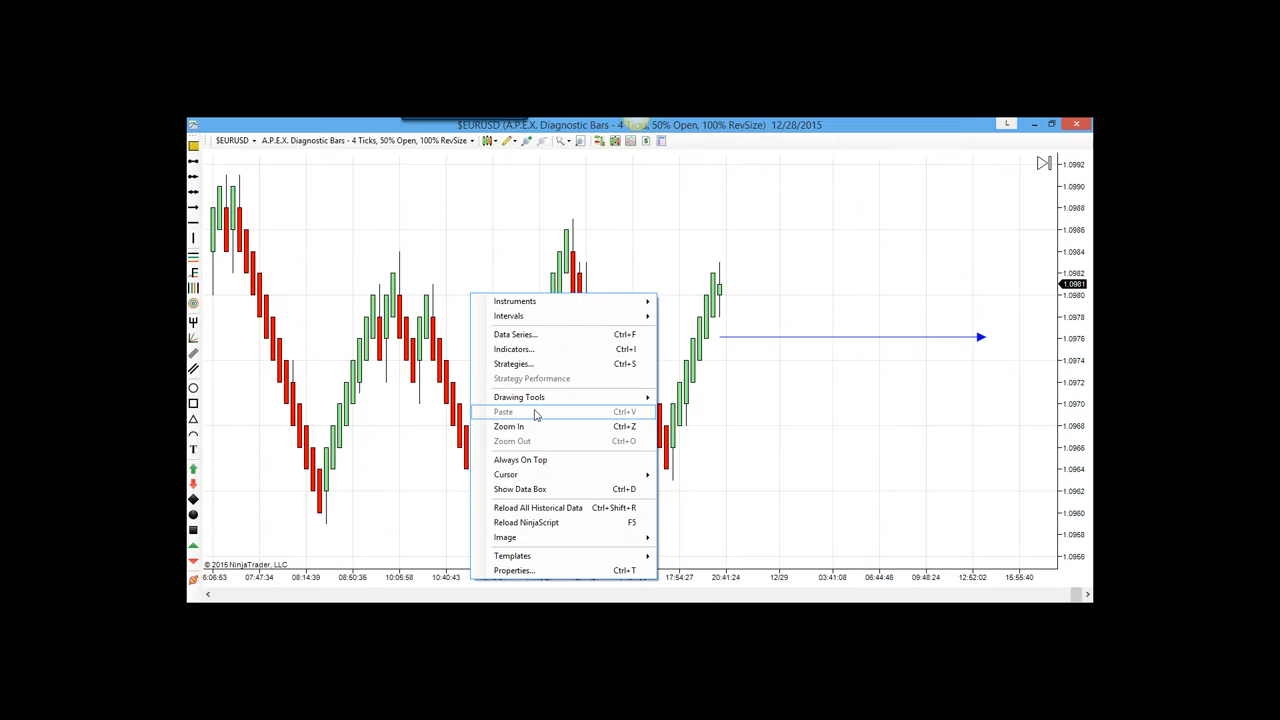 $EURUSD (A.P.E.X. Diagnostic Bars - 4 Ticks, 50% Open, 100% RevSize) 12/28/2015
L
$EURUSD
A.P.E.X. Diagnostic Bars - 4 Ticks, 50% Open, 100% RevSize
F
T
1.0992
1.0990
1.0988
1.0986
1.0984
1.0982
1.0981
1.0980
1.0978
1.0976
1.0974
1.0972
1.0970
1.0968
1.0966
1.0964
1.0962
1.0960
1.0958
1.0956
Instruments
Intervals
Data Series... Ctrl+F
Indicators... Ctrl+I
Strategies... Ctrl+S
Strategy Performance
Drawing Tools
Paste Ctrl+V
Zoom In Ctrl+Z
Zoom Out Ctrl+O
Always On Top
Cursor
Show Data Box Ctrl+D
Reload All Historical Data Ctrl+Shift+R
Reload NinjaScript F5
Image
Templates
Properties... Ctrl+T
© 2015 NinjaTrader, LLC
6:06:53 07:47:34 08:14:39 08:50:35 10:06:58 10:40:43 17:54:27 20:41:24 12/29 03:41:08 06:44:46 09:48:24 12:52:02 15:55:40